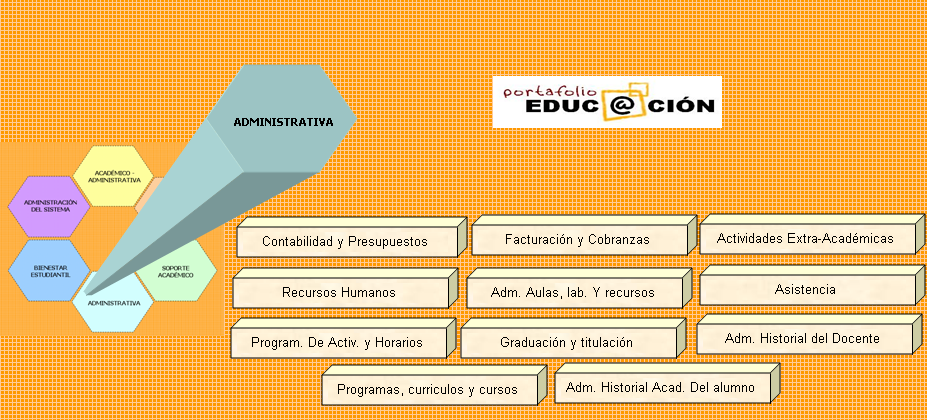 portafolio
EDUC@CIÓN
ADMINISTRATIVA
ACADÉMICO -
ADMINISTRATIVA
ADMINISTRACIÓN
DEL SISTEMA
BIENESTAR
ESTUDIANTIL
SOPORTE
ACADÉMICO
ADMINISTRATIVA
Contabilidad y Presupuestos
Facturación y Cobranzas
Actividades Extra-Académicas
Recursos Humanos
Adm. Aulas, lab. Y recursos
Asistencia
Program. De Activ. y Horarios
Graduación y titulación
Adm. Historial del Docente
Programas, curriculos y cursos
Adm. Historial Acad. Del alumno